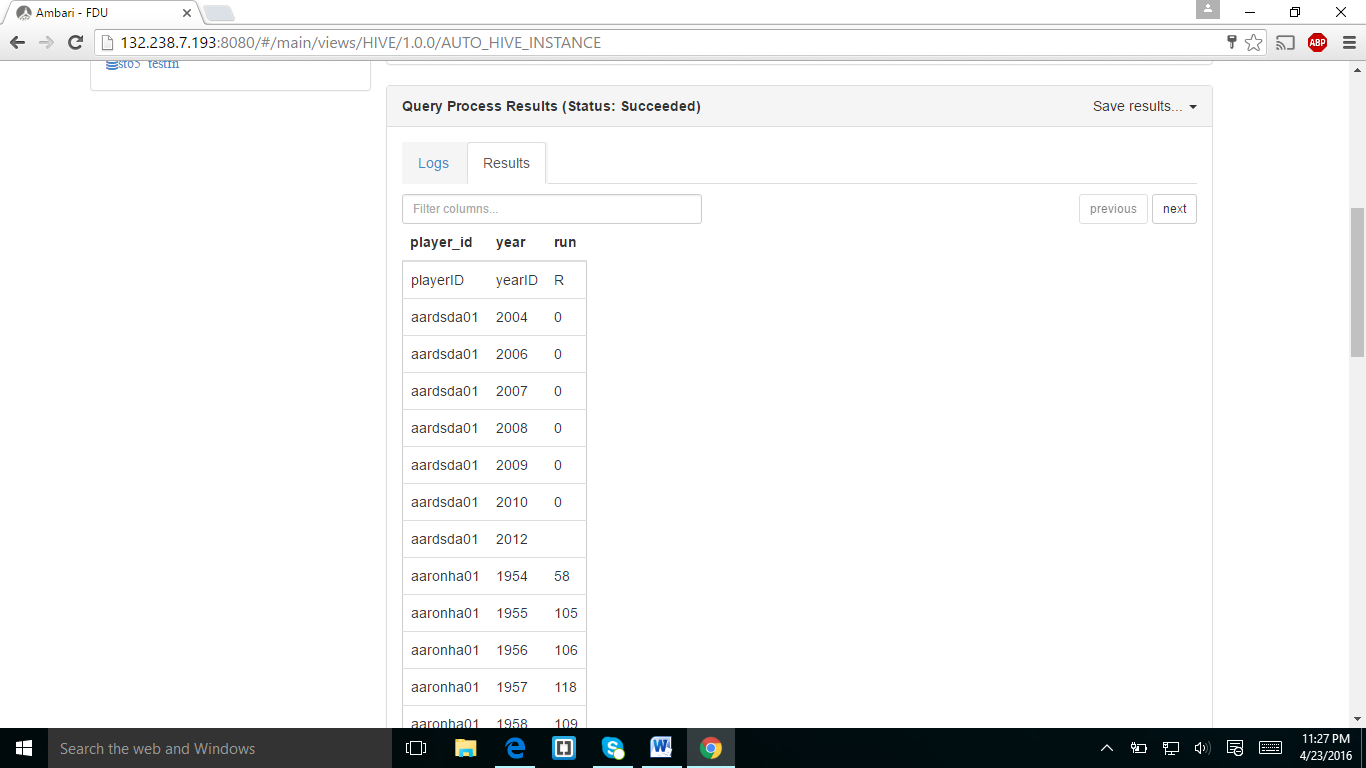 Ambari - FDU
132.238.7.193:8080/#/main/views/HIVE/1.0.0/AUTO_HIVE_INSTANCE
ABP
Query Process Results (Status: Succeeded)
Save results...
Logs
Results
Filter columns...
previous
next
player_id year run
playerID yearID R
aardsda01 2004 0
aardsda01 2006 0
aardsda01 2007 0
aardsda01 2008 0
aardsda01 2009 0
aardsda01 2010 0
aardsda01 2012
aaronha01 1954 58
aaronha01 1955 105
aaronha01 1956 106
aaronha01 1957 118
aaronha01 1958 109
Search the web and Windows
11:27 PM
4/23/2016